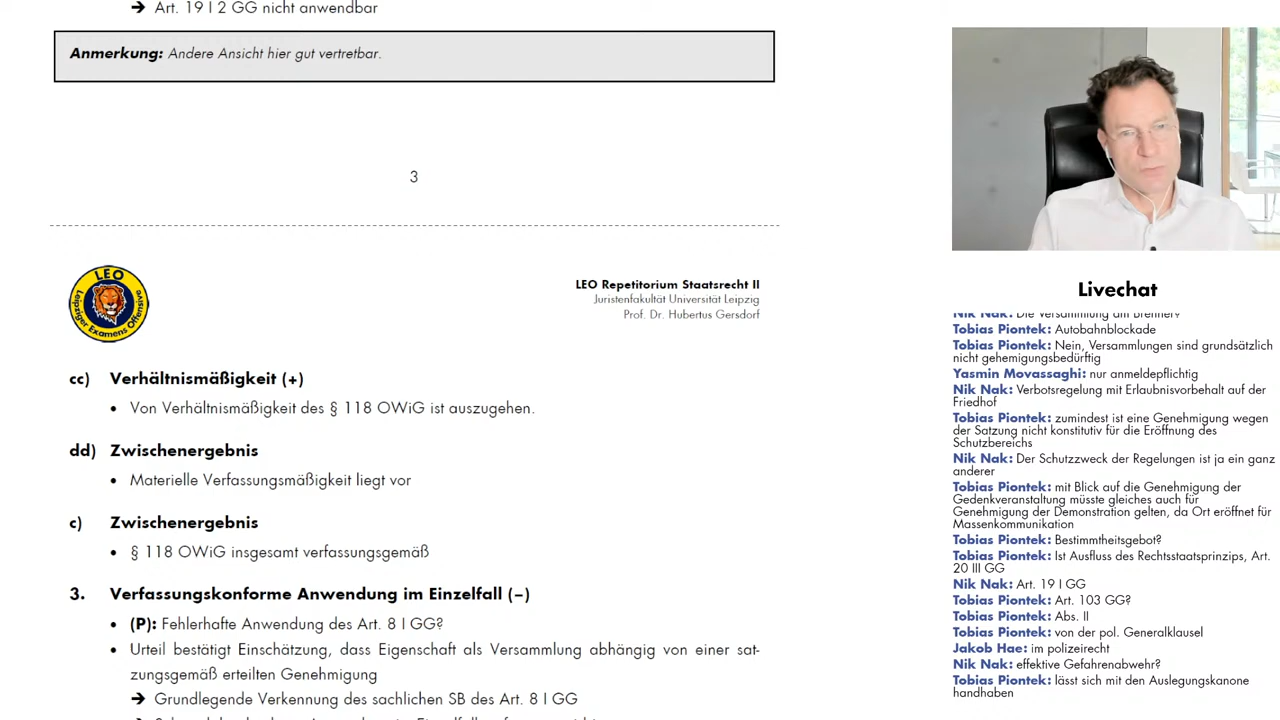 ➔ Art. 19 I 2 GG nicht anwendbar
Anmerkung: Andere Ansicht hier gut vertretbar.
3
LEO
Leipziger Examens Offensive
LEO Repetitorium Staatsrecht II
Juristenfakultät Universität Leipzig
Prof. Dr. Hubertus Gersdorf
cc) Verhältnismäßigkeit (+)
• Von Verhältnismäßigkeit des § 118 OWiG ist auszugehen.
dd) Zwischenergebnis
• Materielle Verfassungsmäßigkeit liegt vor
c) Zwischenergebnis
• § 118 OWiG insgesamt verfassungsgemäß
3. Verfassungskonforme Anwendung im Einzelfall (–)
• (P): Fehlerhafte Anwendung des Art. 8 I GG?
• Urteil bestätigt Einschätzung, dass Eigenschaft als Versammlung abhängig von einer sat-
zungsgemäß erteilten Genehmigung
➔ Grundlegende Verkennung des sachlichen SB des Art. 8 I GG
Livechat
Nik Nak: Die Versammlung am Brenner?
Tobias Piontek: Autobahnblockade
Tobias Piontek: Nein, Versammlungen sind grundsätzlich
nicht gehemigungsbedürftig
Yasmin Movassaghi: nur anmeldepflichtig
Nik Nak: Verbotsregelung mit Erlaubnisvorbehalt auf der
Friedhof
Tobias Piontek: zumindest ist eine Genehmigung wegen
der Satzung nicht konstitutiv für die Eröffnung des
Schutzbereichs
Nik Nak: Der Schutzzweck der Regelungen ist ja ein ganz
anderer
Tobias Piontek: mit Blick auf die Genehmigung der
Gedenkveranstaltung müsste gleiches auch für
Genehmigung der Demonstration gelten, da Ort eröffnet für
Massenkommunikation
Tobias Piontek: Bestimmtheitsgebot?
Tobias Piontek: Ist Ausfluss des Rechtsstaatsprinzips, Art.
20 III GG
Nik Nak: Art. 19 I GG
Tobias Piontek: Art. 103 GG?
Tobias Piontek: Abs. II
Tobias Piontek: von der pol. Generalklausel
Jakob Hae: im polizeirecht
Nik Nak: effektive Gefahrenabwehr?
Tobias Piontek: lässt sich mit den Auslegungskanone
handhaben